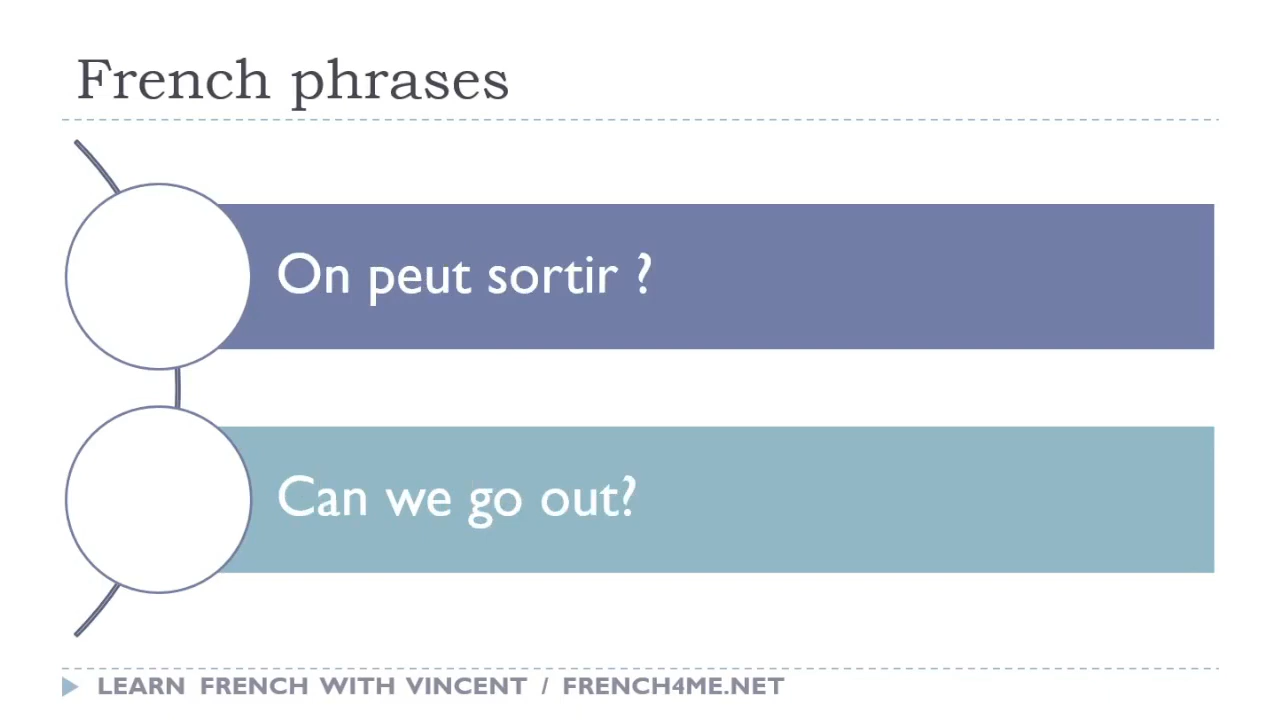 French phrases
On peut sortir ?
Can we go out?
LEARN FRENCH WITH VINCENT / FRENCH4ME.NET